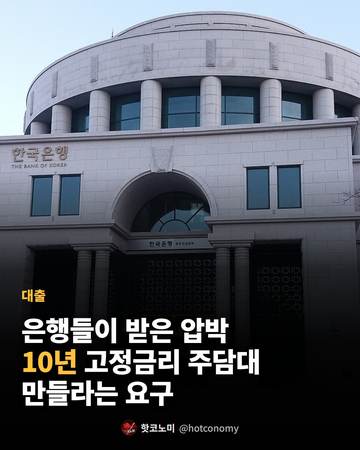 한국은행
THE BANK OF KOREA
한국은행
대출
은행들이 받은 압박
10년 고정금리 주담대
만들라는 요구
핫코노미 @hotconomy